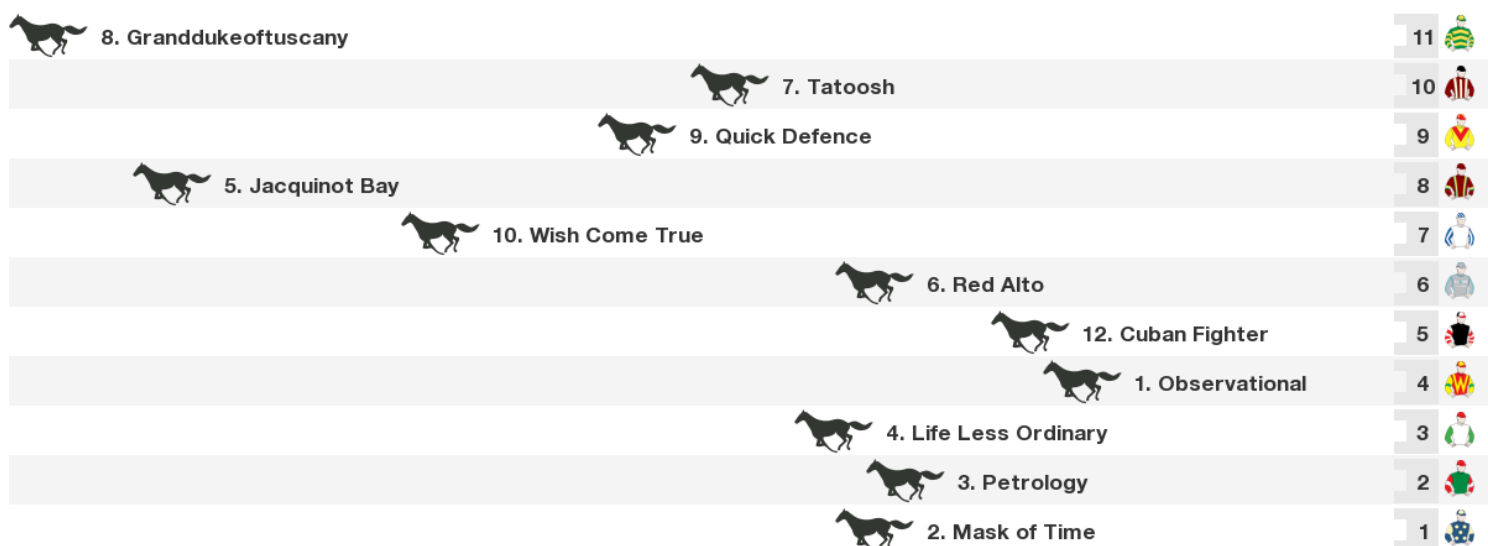 8. Granddukeoftuscany 11
7. Tatoosh 10
9. Quick Defence 9
5. Jacquinot Bay 8
10. Wish Come True 7
6. Red Alto 6
12. Cuban Fighter 5
1. Observational 4
W
4. Life Less Ordinary 3
3. Petrology 2
2. Mask of Time 1